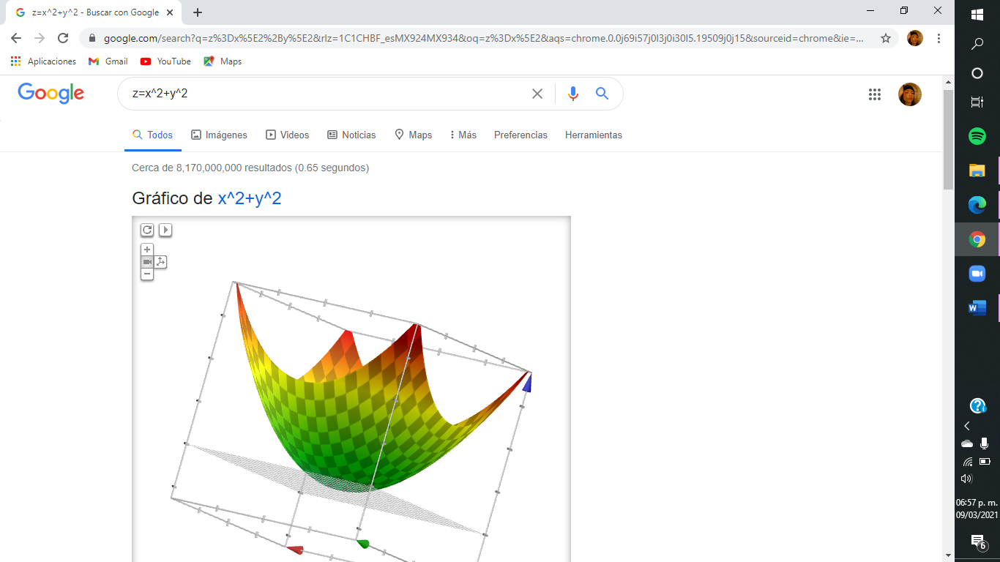 z=x^2+y^2 - Buscar con Google
google.com/search?q=z%3Dx%5E2%2By%5E2&rlz=1C1CHBF_esMX924MX934&oq=z%3Dx%5E2&aqs=chrome.0.0j69i57j0l3j0i30l5.19509j0j15&sourceid=chrome&ie=...
Aplicaciones Gmail YouTube Maps
Google z=x^2+y^2
Todos Imágenes Videos Noticias Maps Más Preferencias Herramientas
Cerca de 8,170,000,000 resultados (0.65 segundos)
Gráfico de x^2+y^2
06:57 p. m.
09/03/2021
6